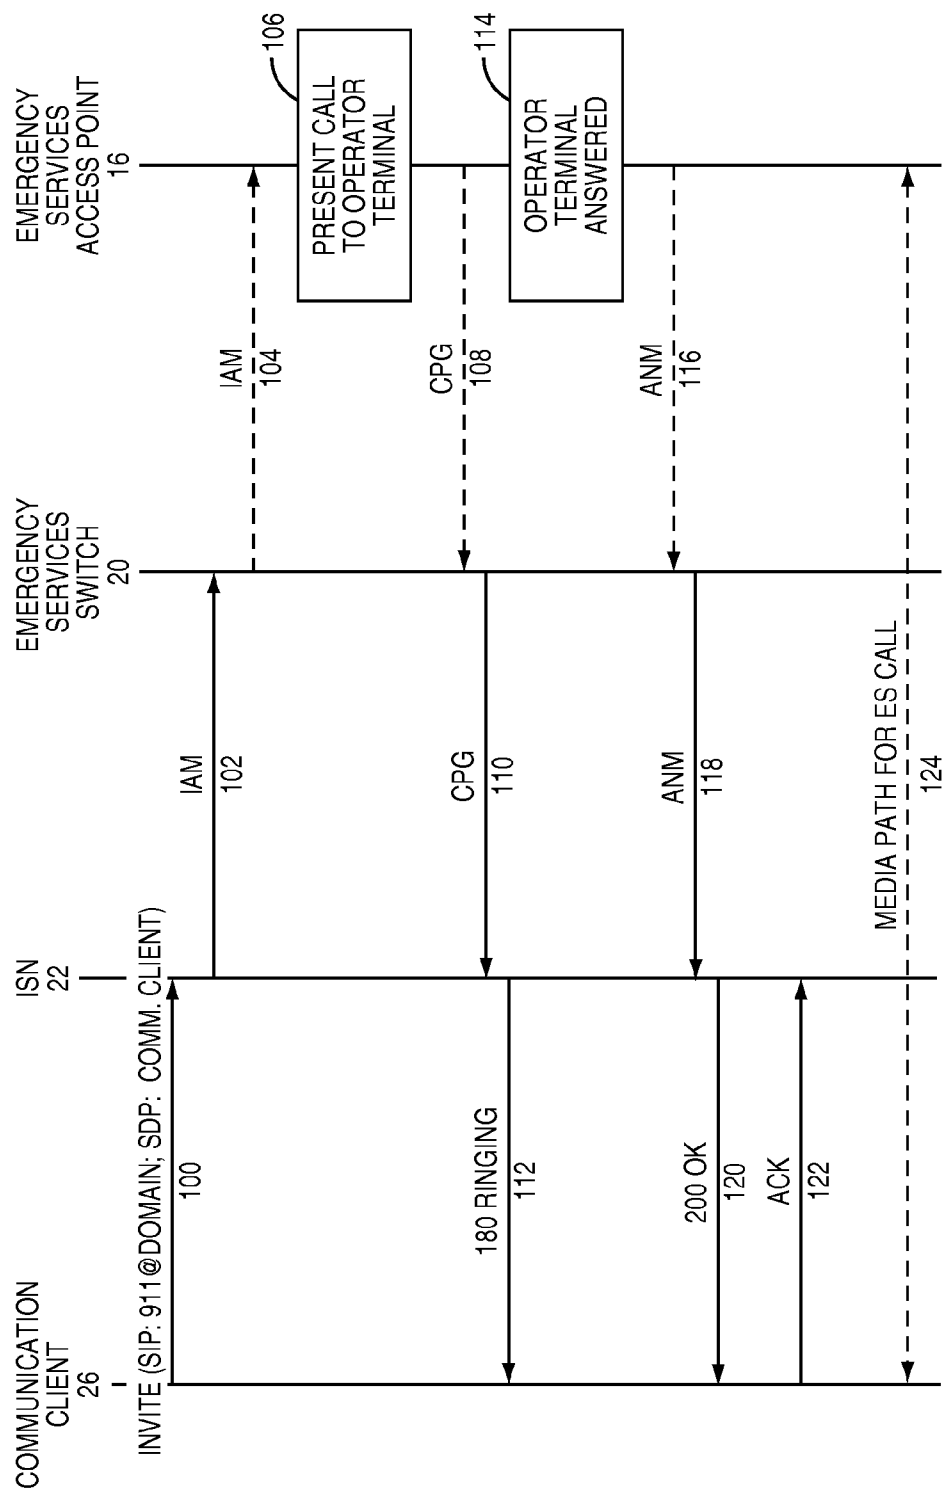 COMMUNICATION
CLIENT
26
ISN
22
EMERGENCY
SERVICES
SWITCH
20
EMERGENCY
SERVICES
ACCESS POINT
16
INVITE (SIP: 911@DOMAIN; SDP: COMM. CLIENT)
100
IAM
102
IAM
104
PRESENT CALL
TO OPERATOR
TERMINAL
106
CPG
108
CPG
110
180 RINGING
112
OPERATOR
TERMINAL
ANSWERED
114
ANM
116
ANM
118
200 OK
120
ACK
122
MEDIA PATH FOR ES CALL
124